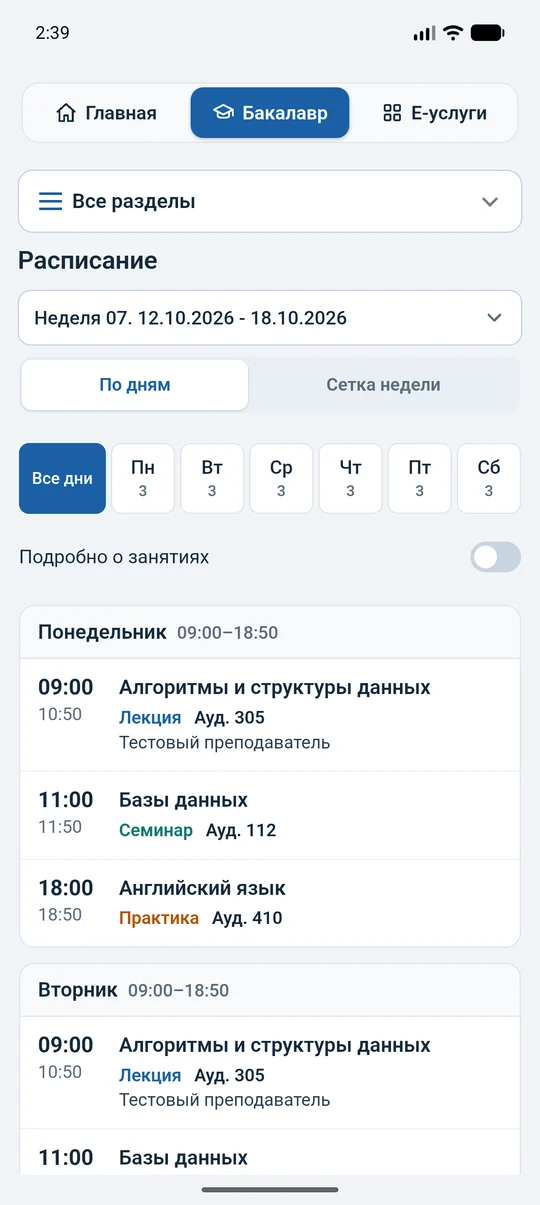 2:39
Главная Бакалавр Е-услуги
Все разделы
Расписание
Неделя 07. 12.10.2026 - 18.10.2026
По дням Сетка недели
Все дни Пн Вт Ср Чт Пт Сб
3 3 3 3 3 3
Подробно о занятиях
Понедельник 09:00–18:50
09:00 Алгоритмы и структуры данных
10:50 Лекция Ауд. 305
Тестовый преподаватель
11:00 Базы данных
11:50 Семинар Ауд. 112
18:00 Английский язык
18:50 Практика Ауд. 410
Вторник 09:00–18:50
09:00 Алгоритмы и структуры данных
10:50 Лекция Ауд. 305
Тестовый преподаватель
11:00 Базы данных